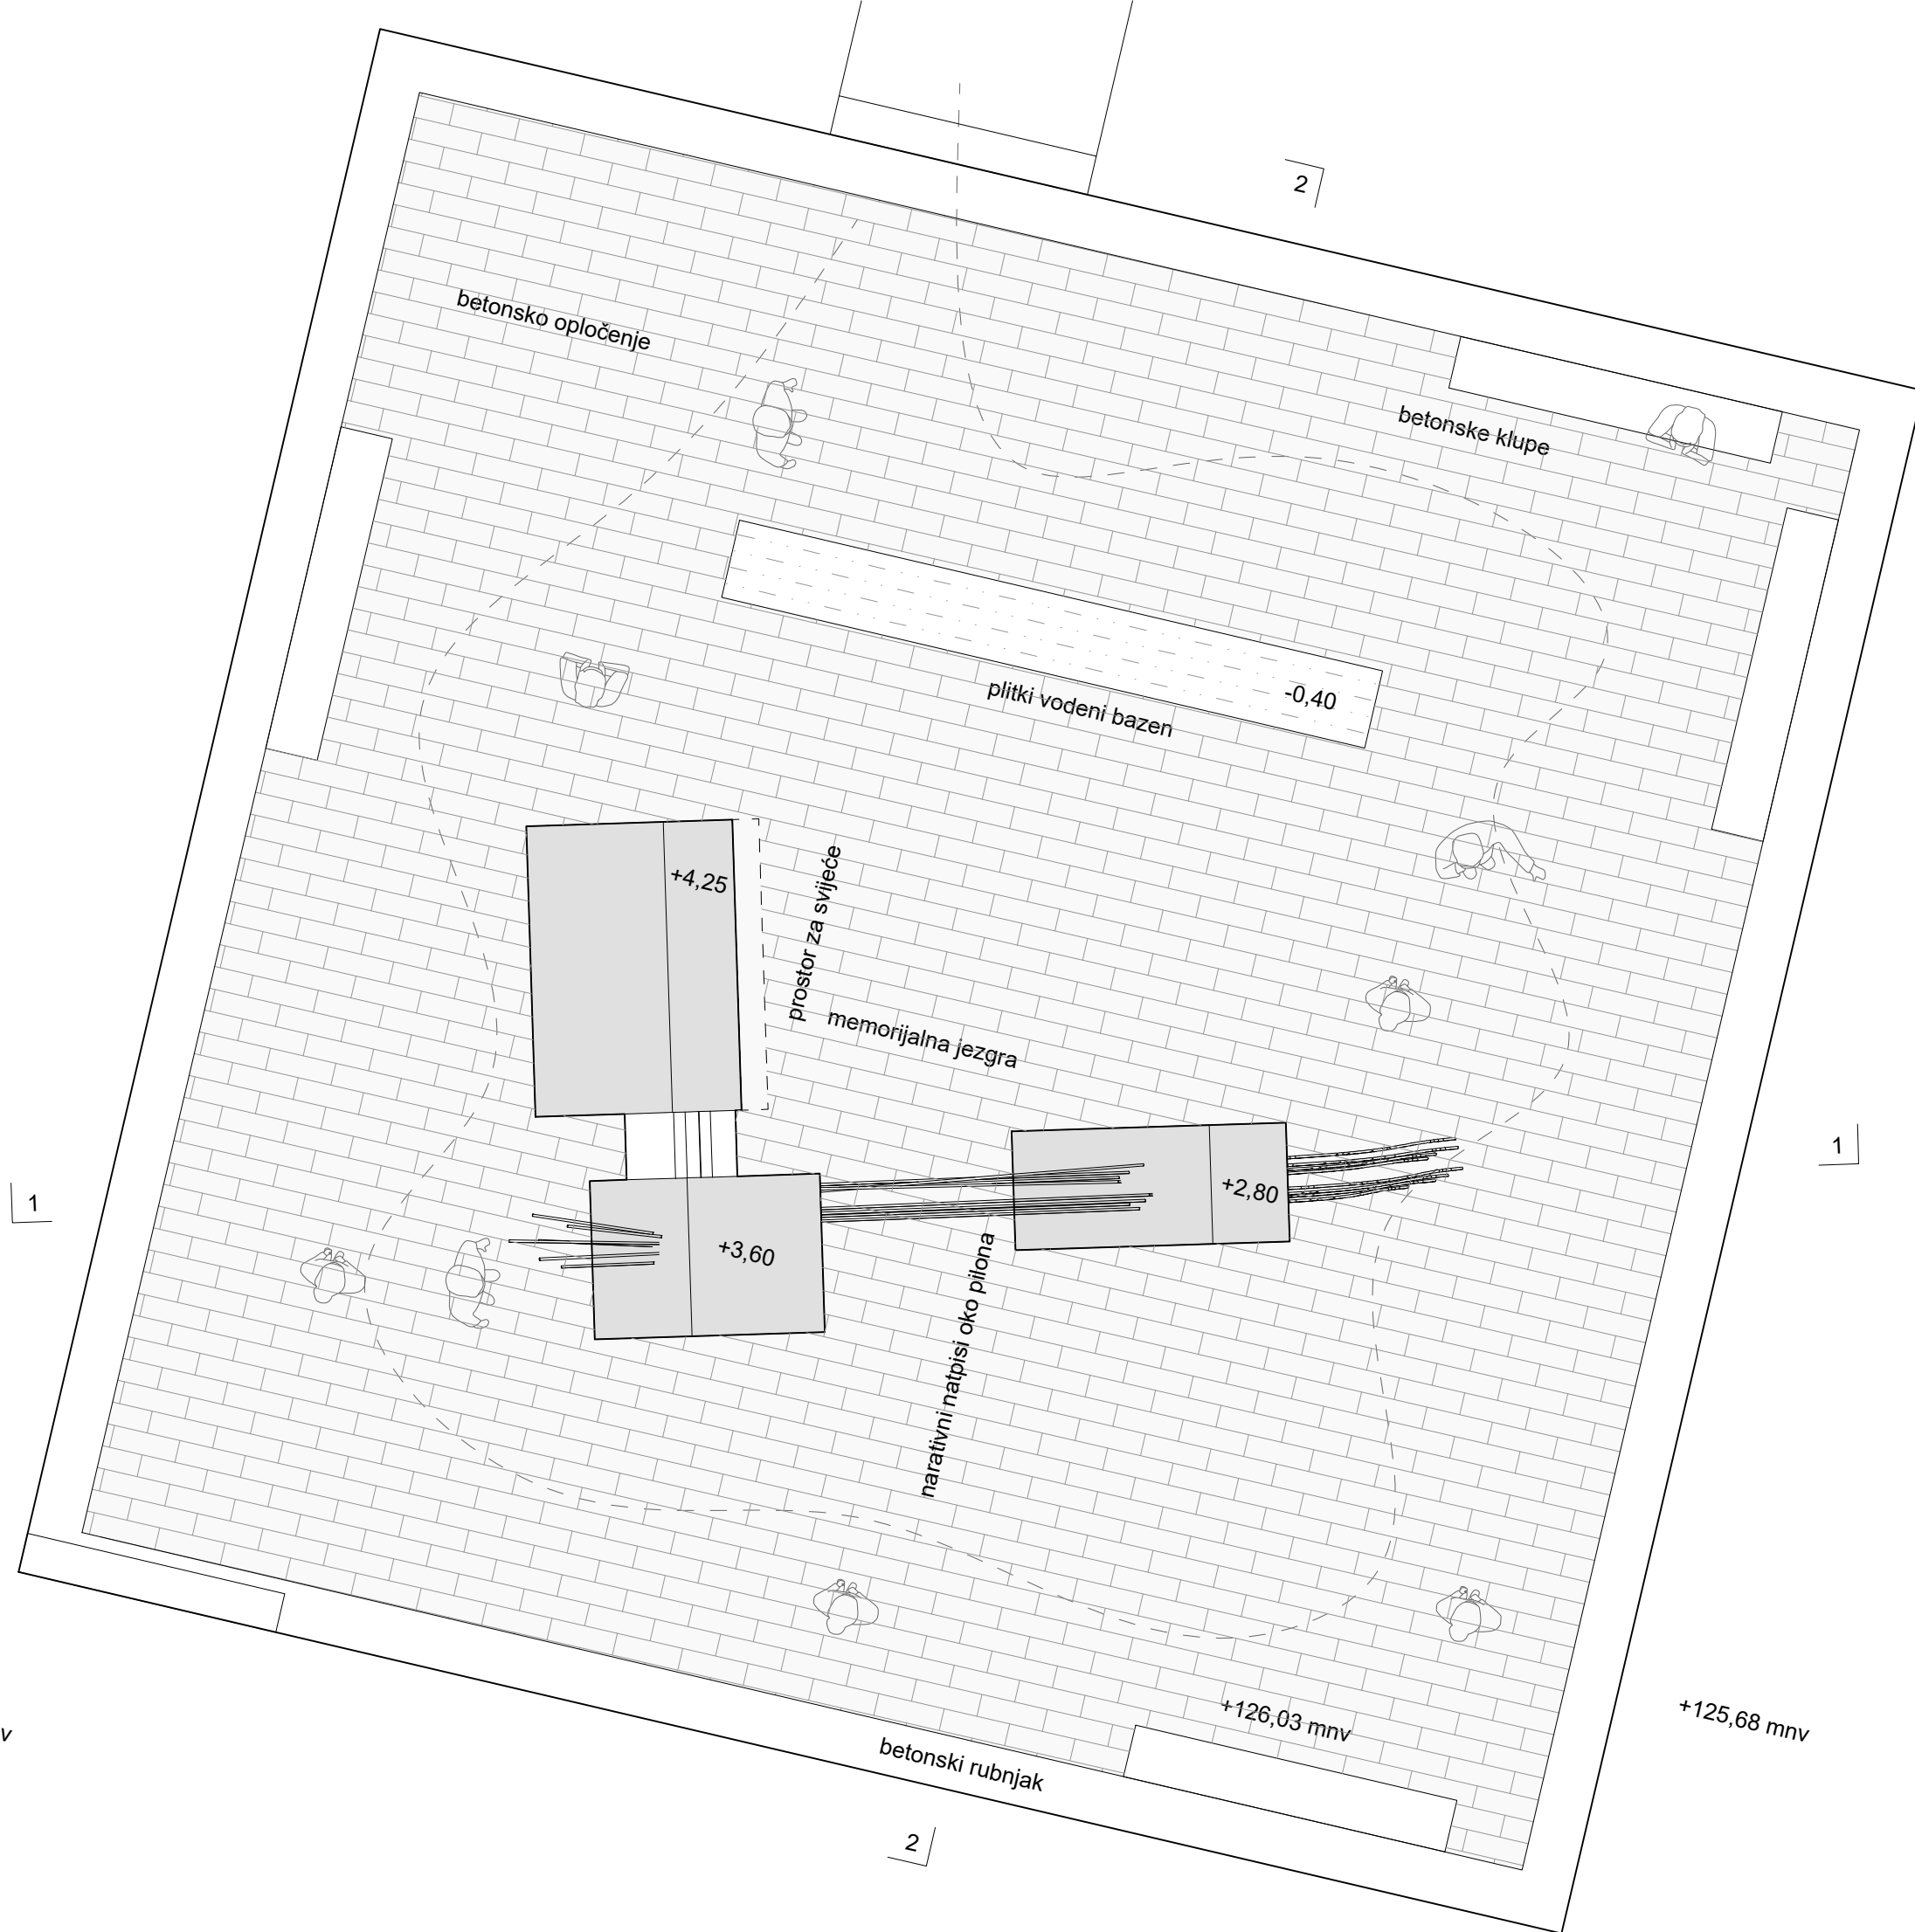 2
betonsko opločenje
betonske klupe
-0,40
plitki vodeni bazen
+4,25
prostor za svijeće
memorijalna jezgra
1
1
+2,80
+3,60
narativni natpisi oko pilona
+126,03 mnv
+125,68 mnv
v
betonski rubnjak
2